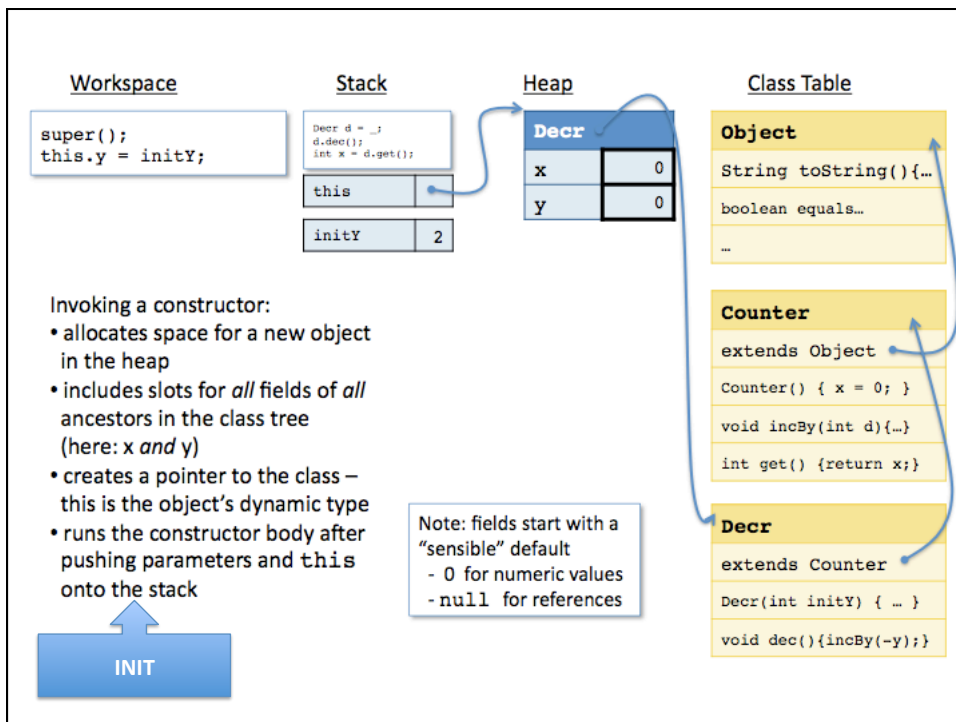 Workspace
Stack
Heap
Class Table
super();
this.y = initY;
Decr d = _;
d.dec();
int x = d.get();
this
initY 2
Decr
x 0
y 0
Object
String toString(){…
boolean equals…
…
Counter
extends Object
Counter() { x = 0; }
void incBy(int d){…}
int get() {return x;}
Decr
extends Counter
Decr(int initY) { … }
void dec(){incBy(-y);}
Invoking a constructor:
• allocates space for a new object
in the heap
• includes slots for all fields of all
ancestors in the class tree
(here: x and y)
• creates a pointer to the class –
this is the object's dynamic type
• runs the constructor body after
pushing parameters and this
onto the stack
Note: fields start with a
"sensible" default
- 0 for numeric values
- null for references
INIT